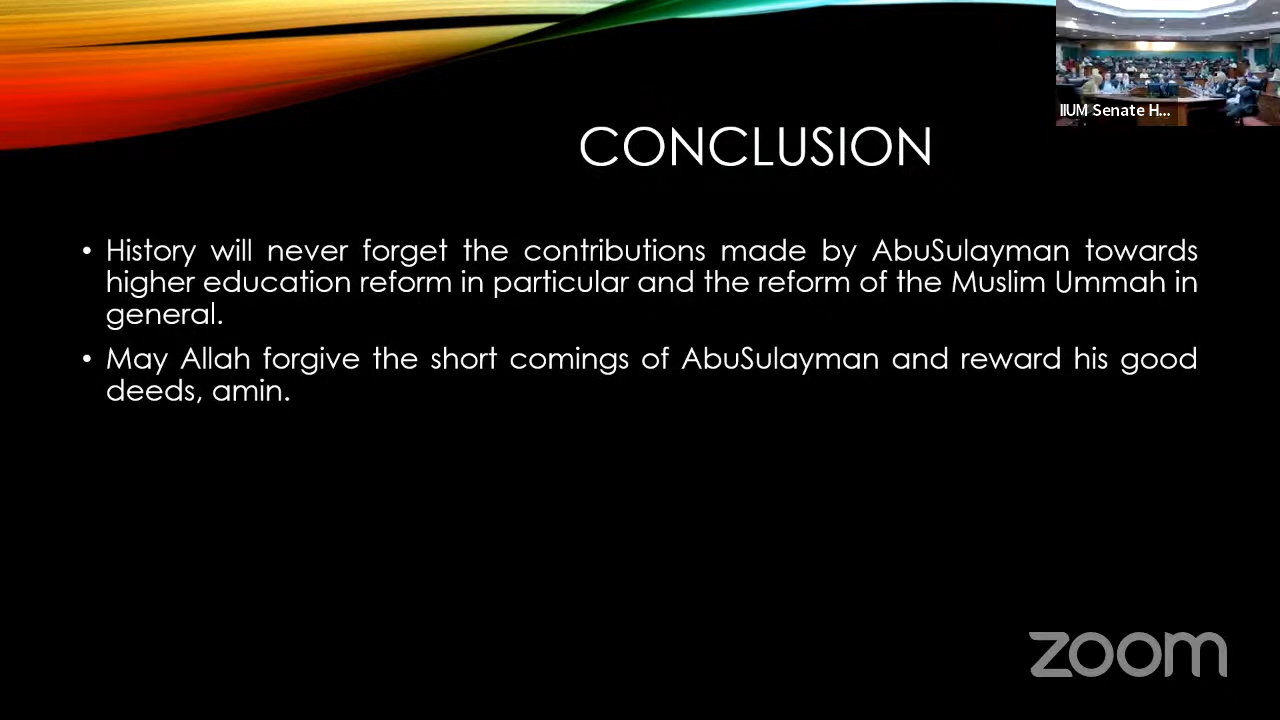 IIUM Senate H...
CONCLUSION
• History will never forget the contributions made by AbuSulayman towards
higher education reform in particular and the reform of the Muslim Ummah in
general.
• May Allah forgive the short comings of AbuSulayman and reward his good
deeds, amin.
zoom